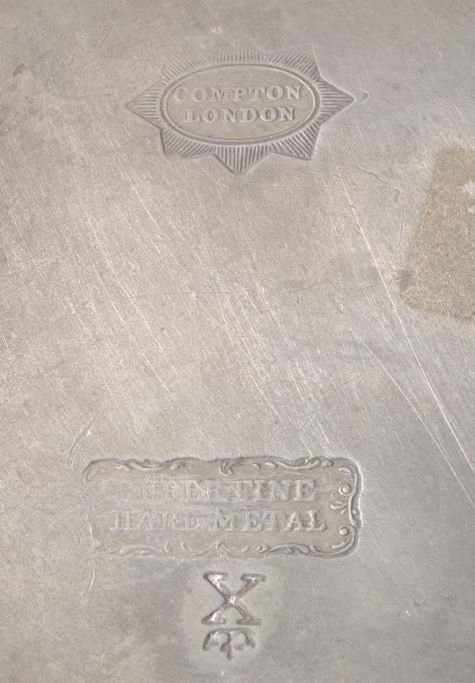 COMPTON
LONDON
SUPERFINE
HARD METAL
X